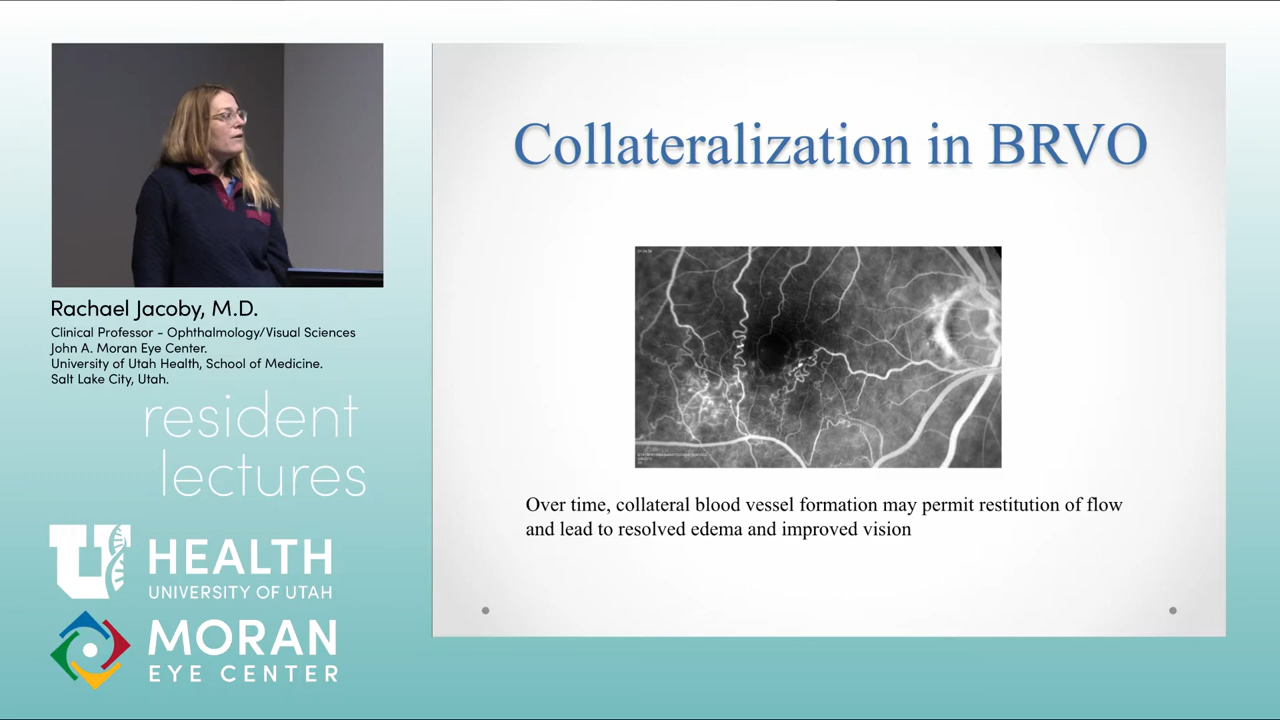 Collateralization in BRVO
Over time, collateral blood vessel formation may permit restitution of flow
and lead to resolved edema and improved vision
Rachael Jacoby, M.D.
Clinical Professor - Ophthalmology/Visual Sciences
John A. Moran Eye Center.
University of Utah Health, School of Medicine.
Salt Lake City, Utah.
resident
lectures
U HEALTH
UNIVERSITY OF UTAH
MORAN
EYE CENTER